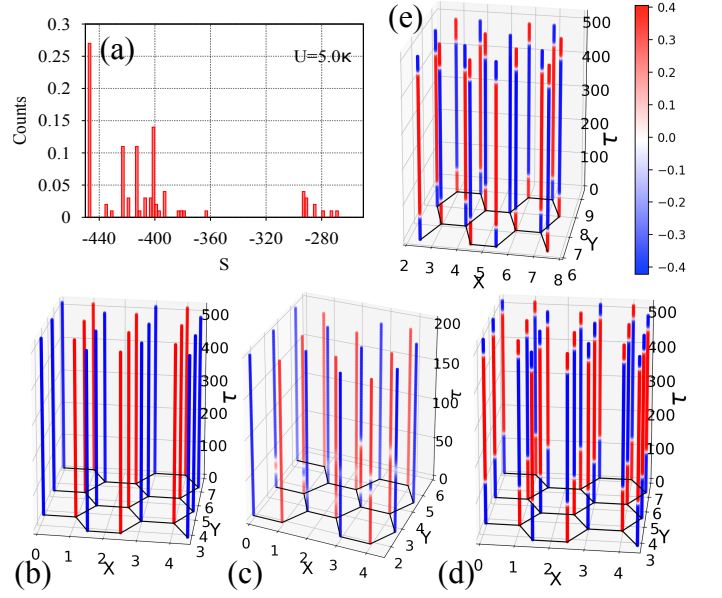 (a)
U=5.0κ
Counts
0.3
0.25
0.2
0.15
0.1
0.05
0
-440 -400 -360 -320 -280
S
(e)
500
400
300
200
100
0
τ
2 3 4 5 6 7 8
X
6 7 8 9
Y
0.4
0.3
0.2
0.1
0.0
−0.1
−0.2
−0.3
−0.4
(b)
500
400
300
200
100
0
τ
0 1 2 3 4
X
3 4 5 6 7
Y
(c)
200
150
100
50
0
τ
0 1 2 3 4
X
2 3 4 5 6
Y
(d)
500
400
300
200
100
0
τ
0 1 2 3 4
X
3 4 5 6 7
Y